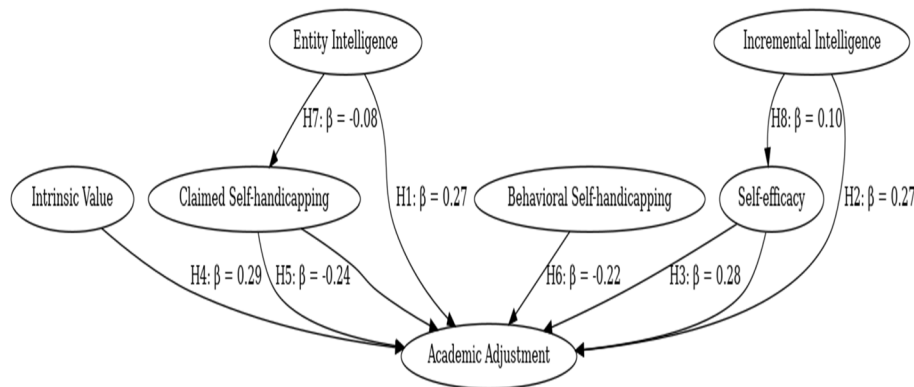 Entity Intelligence
Incremental Intelligence
H7: β = -0.08
H8: β = 0.10
Intrinsic Value
Claimed Self-handicapping
H1: β = 0.27
Behavioral Self-handicapping
Self-efficacy
H2: β = 0.27
H4: β = 0.29
H5: β = -0.24
H6: β = -0.22
H3: β = 0.28
Academic Adjustment